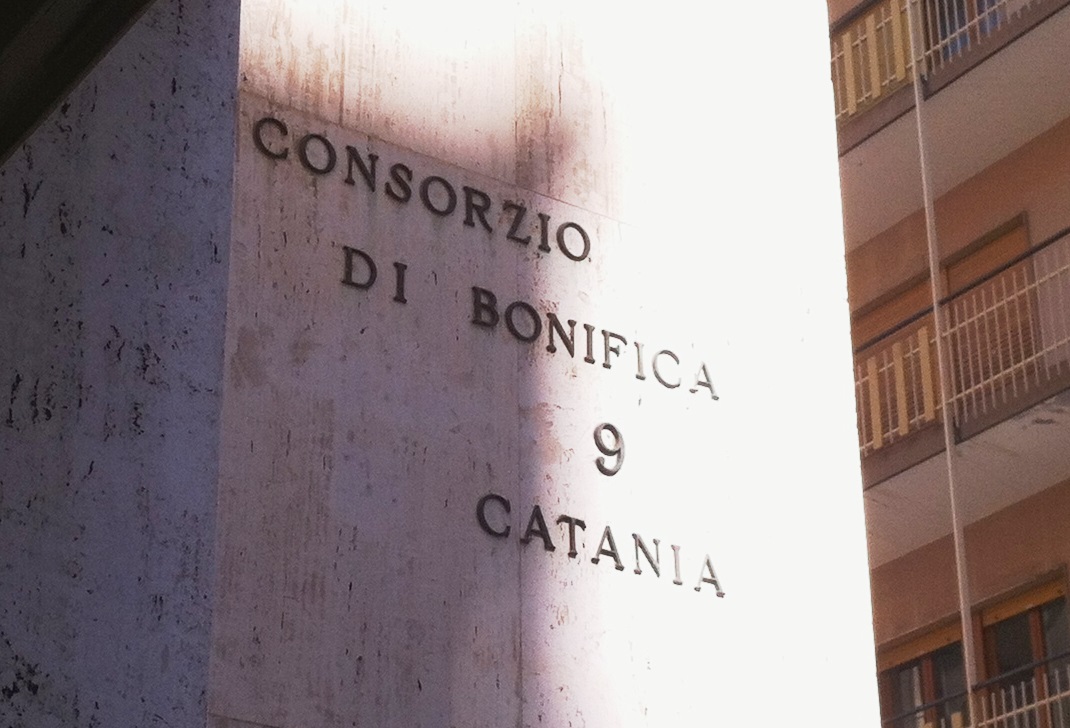 CONSORZIO
DI BONIFICA
9
CATANIA